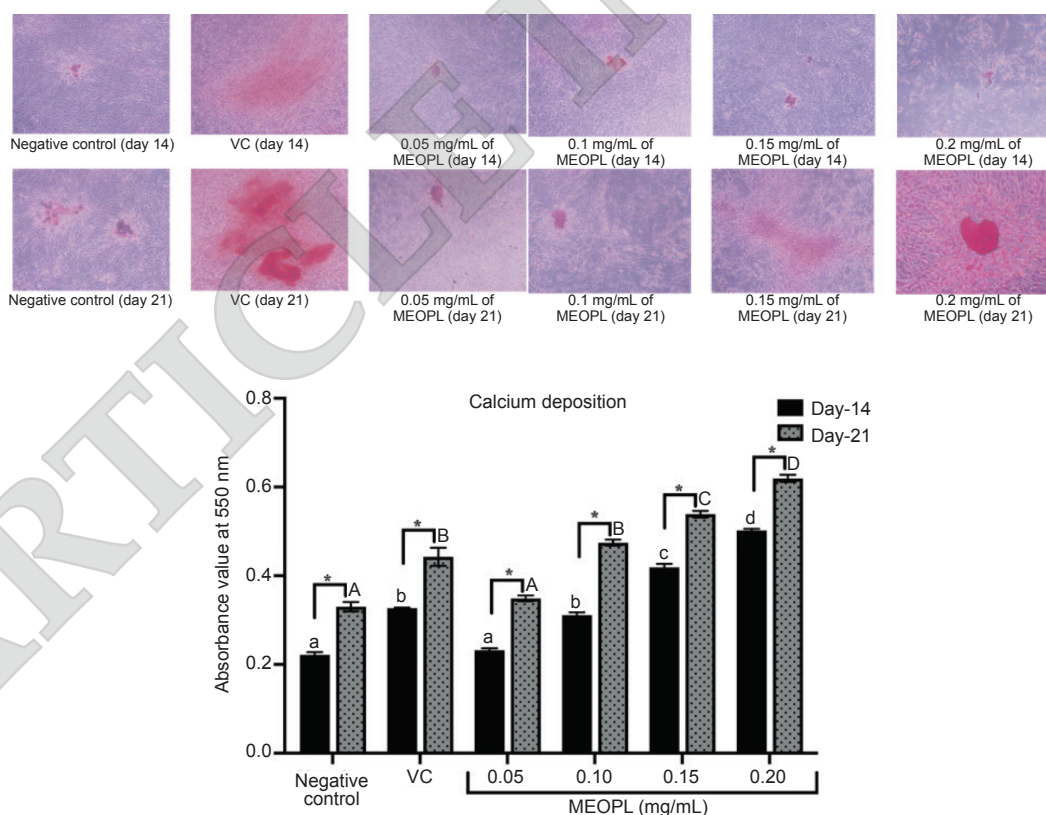 Negative control (day 14)
VC (day 14)
0.05 mg/mL of
MEOPL (day 14)
0.1 mg/mL of
MEOPL (day 14)
0.15 mg/mL of
MEOPL (day 14)
0.2 mg/mL of
MEOPL (day 14)
Negative control (day 21)
VC (day 21)
0.05 mg/mL of
MEOPL (day 21)
0.1 mg/mL of
MEOPL (day 21)
0.15 mg/mL of
MEOPL (day 21)
0.2 mg/mL of
MEOPL (day 21)
ARTICLE I
Calcium deposition
Day-14
Day-21
Absorbance value at 550 nm
0.8
0.6
0.4
0.2
0.0
a * A
b * B
a * A
b * B
c * C
d * D
Negative
control
VC
0.05
0.10
0.15
0.20
MEOPL (mg/mL)